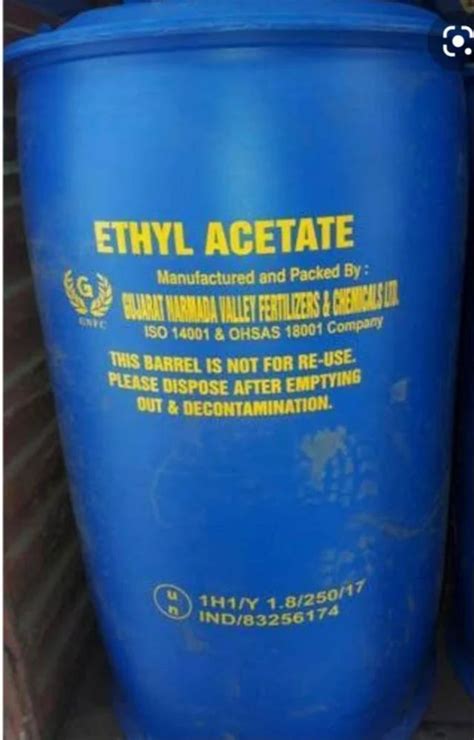 ETHYL ACETATE
Manufactured and Packed By :
G
GNFC
GUJARAT NARMADA VALLEY FERTILIZERS & CHEMICALS LTD.
ISO 14001 & OHSAS 18001 Company
THIS BARREL IS NOT FOR RE-USE.
PLEASE DISPOSE AFTER EMPTYING
OUT & DECONTAMINATION.
u
n
1H1/Y 1.8/250/17
IND/83256174